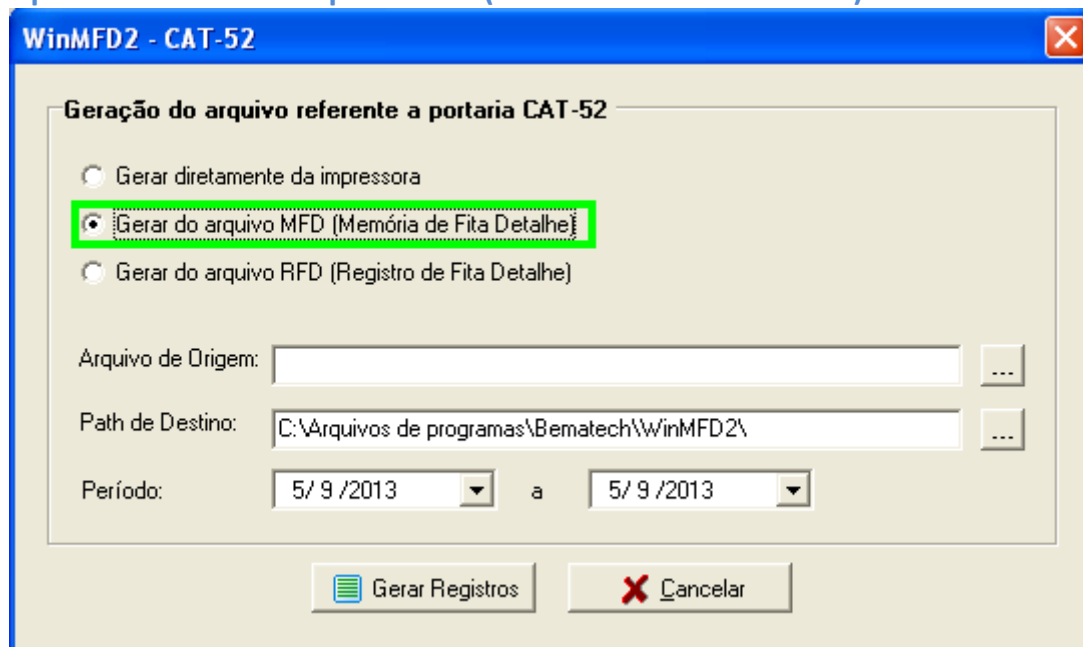 WinMFD2 - CAT-52
Geração do arquivo referente a portaria CAT-52
Gerar diretamente da impressora
Gerar do arquivo MFD (Memória de Fita Detalhe)
Gerar do arquivo RFD (Registro de Fita Detalhe)
Arquivo de Origem: ...
Path de Destino: C:\Arquivos de programas\Bematech\WinMFD2\ ...
Período: 5/ 9 /2013 a 5/ 9 /2013
Gerar Registros Cancelar